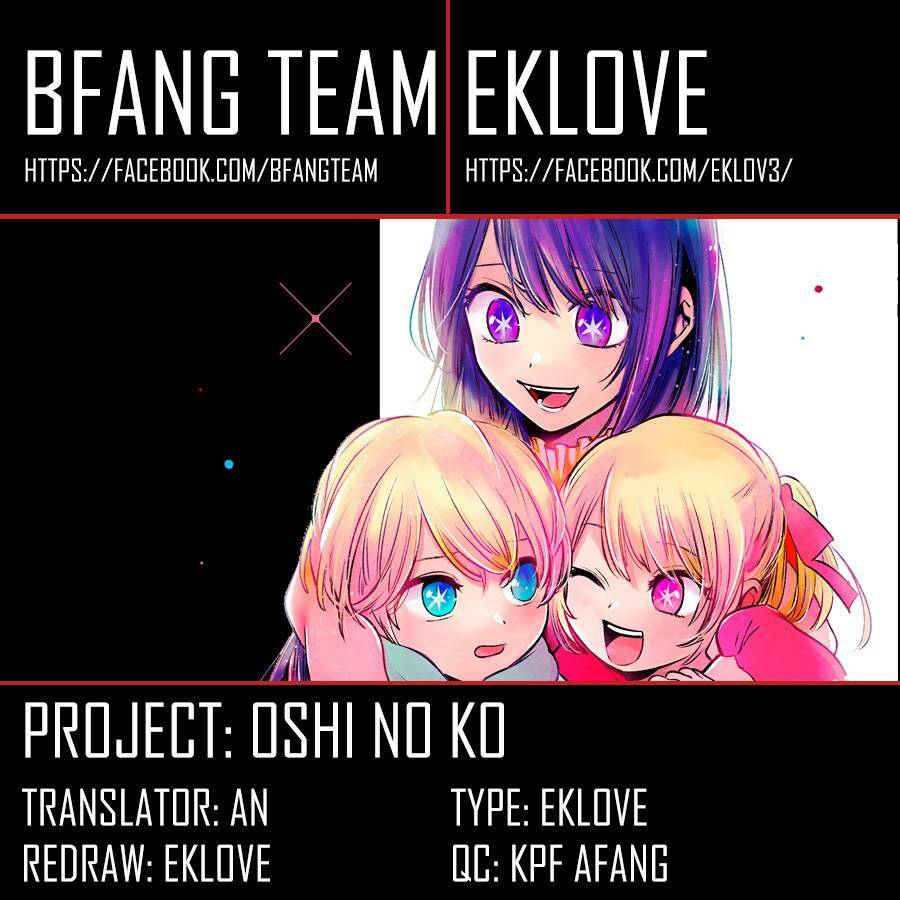 BFANG TEAM
HTTPS://FACEBOOK.COM/BFANGTEAM
EKLOVE
HTTPS://FACEBOOK.COM/EKLOV3/
PROJECT: OSHI NO KO
TRANSLATOR: AN
TYPE: EKLOVE
REDRAW: EKLOVE
QC: KPF AFANG